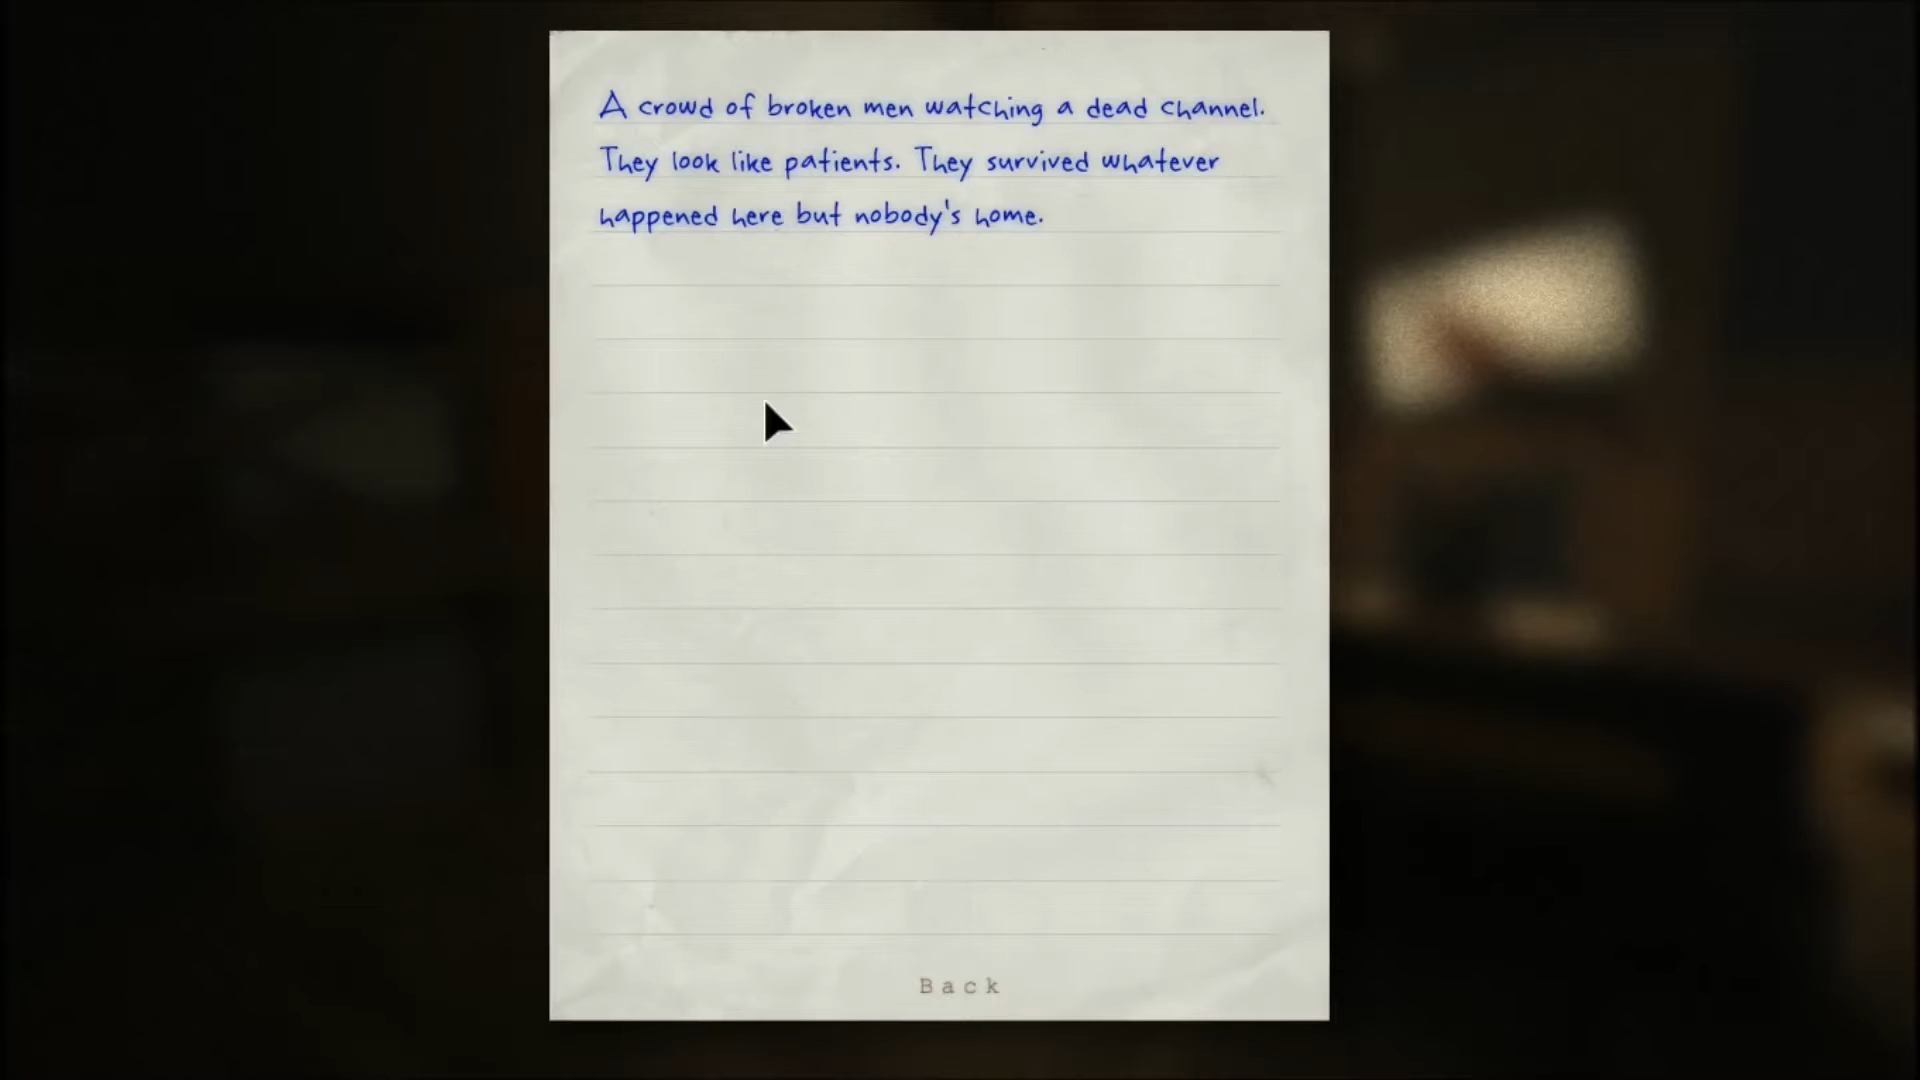 A crowd of broken men watching a dead channel.
They look like patients. They survived whatever
happened here but nobody's home.
Back